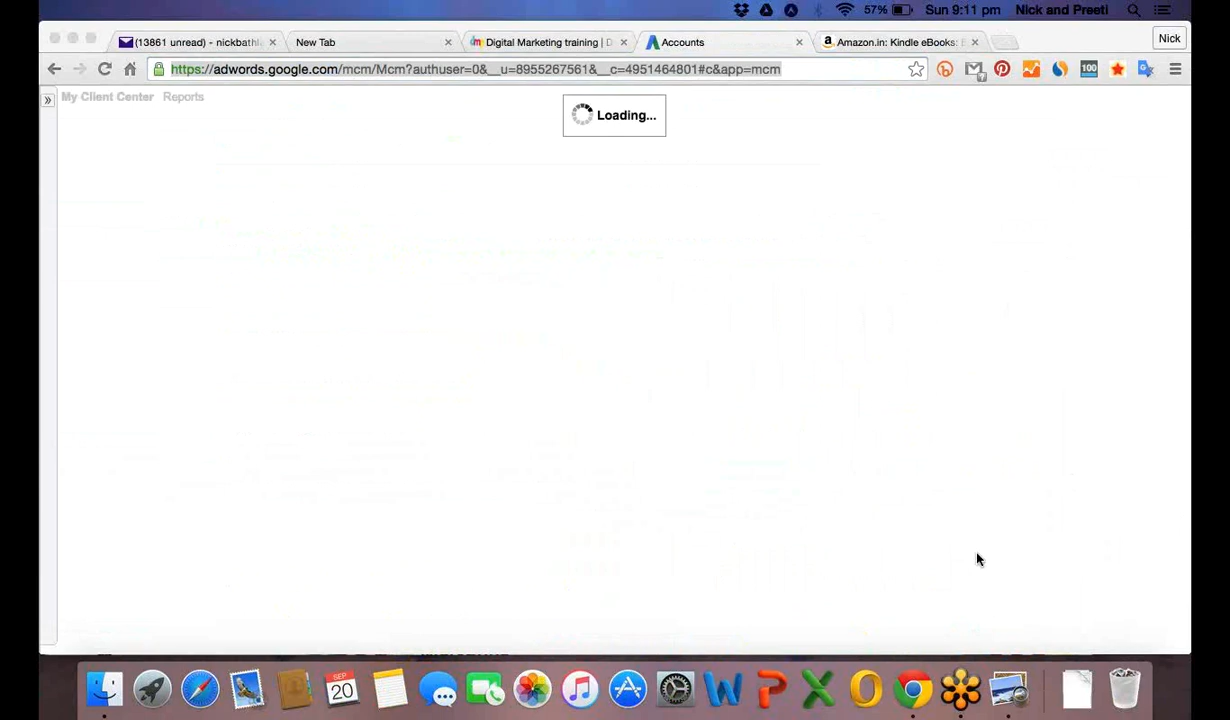 57% Sun 9:11 pm Nick and Preeti
(13861 unread) - nickbathl
New Tab
Digital Marketing training | D
Accounts
Amazon.in: Kindle eBooks:
Nick
https://adwords.google.com/mcm/Mcm?authuser=0&__u=8955267561&__c=4951464801#c&app=mcm
100
My Client Center Reports
Loading...
SEP
20